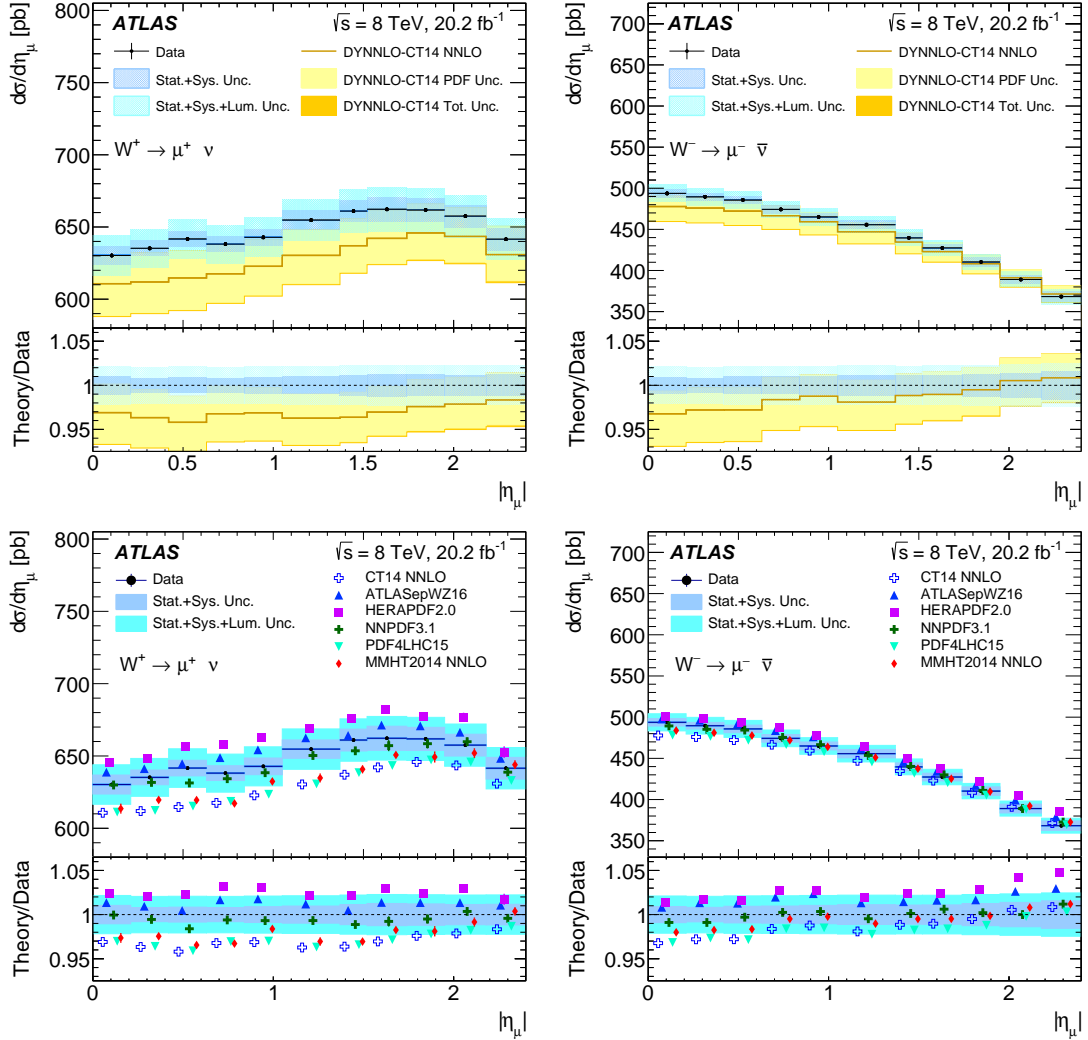 ATLAS
√s = 8 TeV, 20.2 fb⁻¹
Data
Stat.+Sys. Unc.
Stat.+Sys.+Lum. Unc.
DYNNLO-CT14 NNLO
DYNNLO-CT14 PDF Unc.
DYNNLO-CT14 Tot. Unc.
W⁺ → μ⁺ ν
dσ/dη_μ [pb]
800
750
700
650
600
Theory/Data
1.05
1
0.95
0 0.5 1 1.5 2
|η_μ|
ATLAS
√s = 8 TeV, 20.2 fb⁻¹
Data
Stat.+Sys. Unc.
Stat.+Sys.+Lum. Unc.
DYNNLO-CT14 NNLO
DYNNLO-CT14 PDF Unc.
DYNNLO-CT14 Tot. Unc.
W⁻ → μ⁻ ν̅
dσ/dη_μ [pb]
700
650
600
550
500
450
400
350
Theory/Data
1.05
1
0.95
0 0.5 1 1.5 2
|η_μ|
ATLAS
√s = 8 TeV, 20.2 fb⁻¹
Data
Stat.+Sys. Unc.
Stat.+Sys.+Lum. Unc.
CT14 NNLO
ATLASepWZ16
HERAPDF2.0
NNPDF3.1
PDF4LHC15
MMHT2014 NNLO
W⁺ → μ⁺ ν
dσ/dη_μ [pb]
800
750
700
650
600
Theory/Data
1.05
1
0.95
0 1 2
|η_μ|
ATLAS
√s = 8 TeV, 20.2 fb⁻¹
Data
Stat.+Sys. Unc.
Stat.+Sys.+Lum. Unc.
CT14 NNLO
ATLASepWZ16
HERAPDF2.0
NNPDF3.1
PDF4LHC15
MMHT2014 NNLO
W⁻ → μ⁻ ν̅
dσ/dη_μ [pb]
700
650
600
550
500
450
400
350
Theory/Data
1.05
1
0.95
0 1 2
|η_μ|